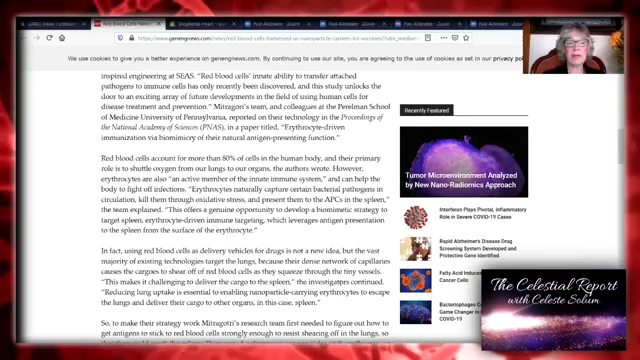 Red Blood Cells
https://www.genengnews.com/news/red-blood-cells-harnessed-as-nanoparticle-carriers-for-vaccines/
We use cookies to give you a better experience on genengnews.com. By continuing to use our site, you are agreeing to the use of cookies as set in our privacy
inspired engineering at SEAS. “Red blood cells’ innate ability to transfer attached
pathogens to immune cells has only recently been discovered, and this study unlocks the
door to an exciting array of future developments in the field of using human cells for
disease treatment and prevention.” Mitragotri’s team, and colleagues at the Perelman School
of Medicine University of Pennsylvania, reported on their technology in the Proceedings of
the National Academy of Sciences (PNAS), in a paper titled, “Erythrocyte-driven
immunization via biomimicry of their natural antigen-presenting function.”
Red blood cells account for more than 80% of cells in the human body, and their primary
role is to shuttle oxygen from our lungs to our organs, the authors wrote. However,
erythrocytes are also “an active member of the innate immune system,” and can help the
body to fight off infections. “Erythrocytes naturally capture certain bacterial pathogens in
circulation, kill them through oxidative stress, and present them to the APCs in the spleen,”
the team explained. “This offers a genuine opportunity to develop a biomimetic strategy to
target spleen, erythrocyte-driven immune targeting, which leverages antigen presentation
to the spleen from the surface of the erythrocyte.”
In fact, using red blood cells as delivery vehicles for drugs is not a new idea, but the vast
majority of existing technologies target the lungs, because their dense network of capillaries
causes the cargoes to shear off of red blood cells as they squeeze through the tiny vessels.
“This makes it challenging to deliver the cargo to the spleen,” the investigators continued.
“Reducing lung uptake is essential to enabling nanoparticle-carrying erythrocytes to escape
the lungs and deliver their cargo to other organs, in this case, spleen.”
So, to make their strategy work Mitragotri’s research team first needed to figure out how to
get antigens to stick to red blood cells strongly enough to resist shearing off in the lungs, so
Recently Featured
Tumor Microenvironment Analyzed
by New Nano-Radiomics Approach
Interferon Plays Pivotal, Inflammatory
Role in Severe COVID-19 Cases
Rapid Alzheimer's Disease Drug
Screening System Developed and
Protective Gene Identified
Fatty Acid Induced
Cancer Cells
Bacteriophages Co
Game Changer in
COVID-19
The Celestial Report
with Celeste Solum